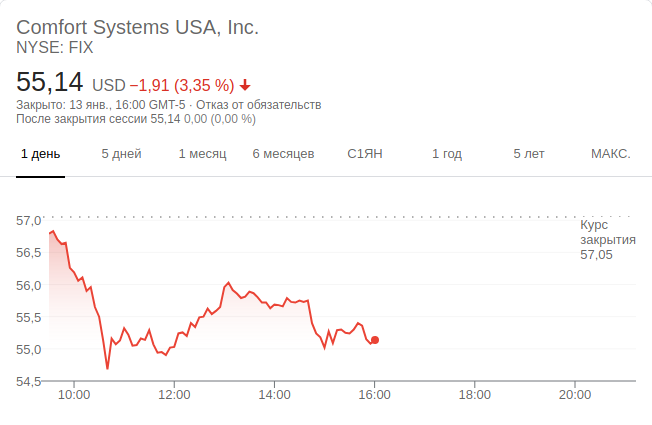 Comfort Systems USA, Inc.
NYSE: FIX
55,14 USD −1,91 (3,35 %)
Закрыто: 13 янв., 16:00 GMT-5 · Отказ от обязательств
После закрытия сессии 55,14 0,00 (0,00 %)
1 день 5 дней 1 месяц 6 месяцев С1ЯН 1 год 5 лет МАКС.
57,0
Курс
закрытия
57,05
56,5
56,0
55,5
55,0
54,5
10:00 12:00 14:00 16:00 18:00 20:00